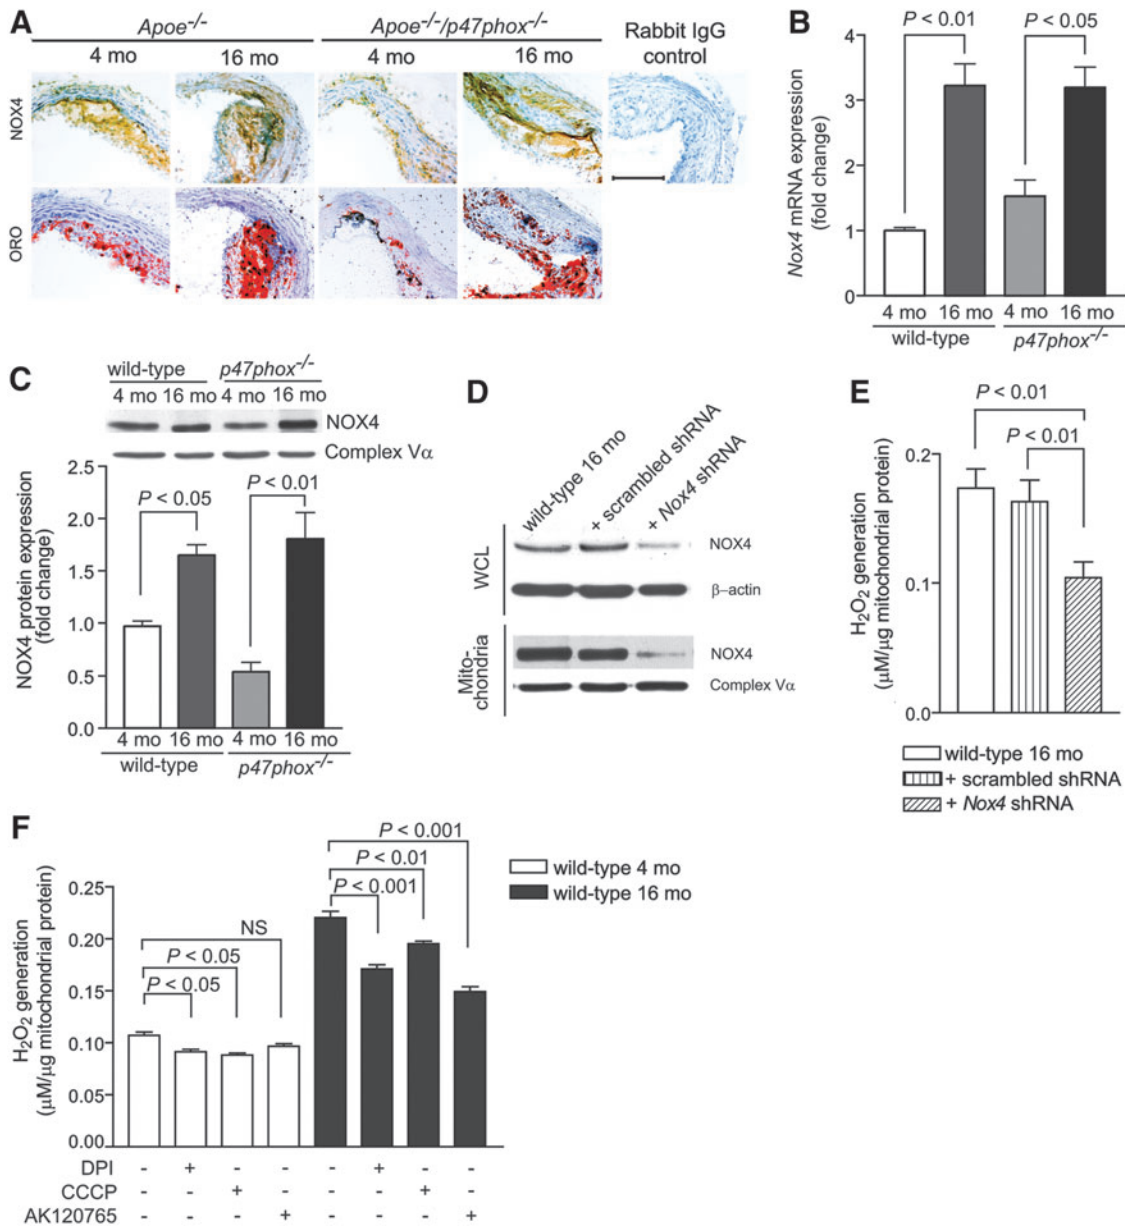 A
Apoe-/-
Apoe-/-/p47phox-/-
Rabbit IgG
control
4 mo 16 mo 4 mo 16 mo
NOX4
ORO
B
P < 0.01
P < 0.05
Nox4 mRNA expression
(fold change)
4
3
2
1
0
4 mo 16 mo 4 mo 16 mo
wild-type p47phox-/-
C
wild-type p47phox-/-
4 mo 16 mo 4 mo 16 mo
NOX4
Complex Vα
NOX4 protein expression
(fold change)
2.5
2.0
1.5
1.0
0.5
0.0
P < 0.05
P < 0.01
4 mo 16 mo 4 mo 16 mo
wild-type p47phox-/-
D
wild-type 16 mo
+ scrambled shRNA
+ Nox4 shRNA
WCL
NOX4
β–actin
Mito-
chondria
NOX4
Complex Vα
E
P < 0.01
P < 0.01
H2O2 generation
(μM/μg mitochondrial protein)
0.2
0.1
0.0
wild-type 16 mo
+ scrambled shRNA
+ Nox4 shRNA
F
P < 0.001
P < 0.01
P < 0.001
NS
P < 0.05
P < 0.05
wild-type 4 mo
wild-type 16 mo
H2O2 generation
(μM/μg mitochondrial protein)
0.25
0.20
0.15
0.10
0.05
0.00
DPI - + - - - + - -
CCCP - - + - - - + -
AK120765 - - - + - - - +